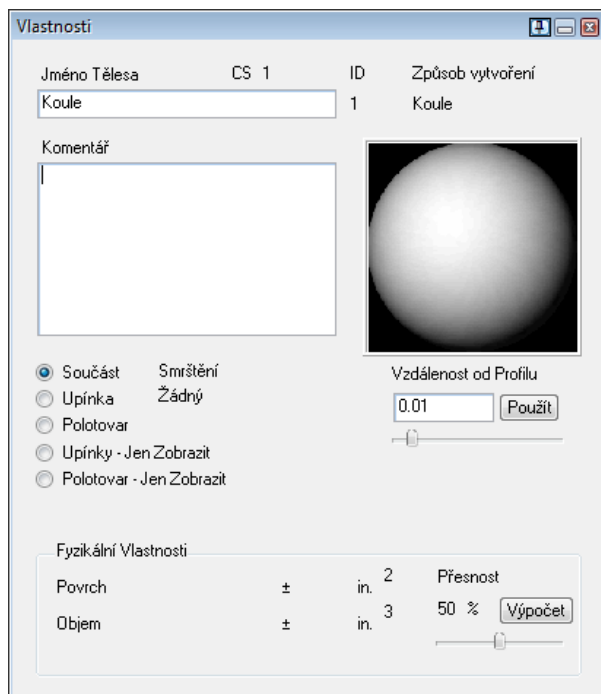 Vlastnosti
Jméno Tělesa CS 1 ID Způsob vytvoření
Koule 1 Koule
Komentář
Součást Smrštění
Upínka Žádný
Polotovar
Upínky - Jen Zobrazit
Polotovar - Jen Zobrazit
Vzdálenost od Profilu
0.01 Použít
Fyzikální Vlastnosti
Povrch ± in. 2 Přesnost
Objem ± in. 3 50 % Výpočet